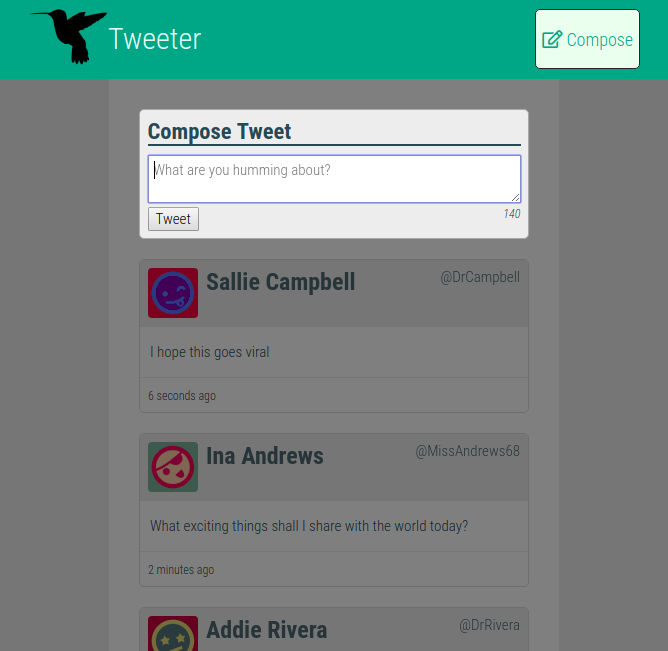 Tweeter
Compose
Compose Tweet
What are you humming about?
Tweet
140
Sallie Campbell
@DrCampbell
I hope this goes viral
6 seconds ago
Ina Andrews
@MissAndrews68
What exciting things shall I share with the world today?
2 minutes ago
Addie Rivera
@DrRivera